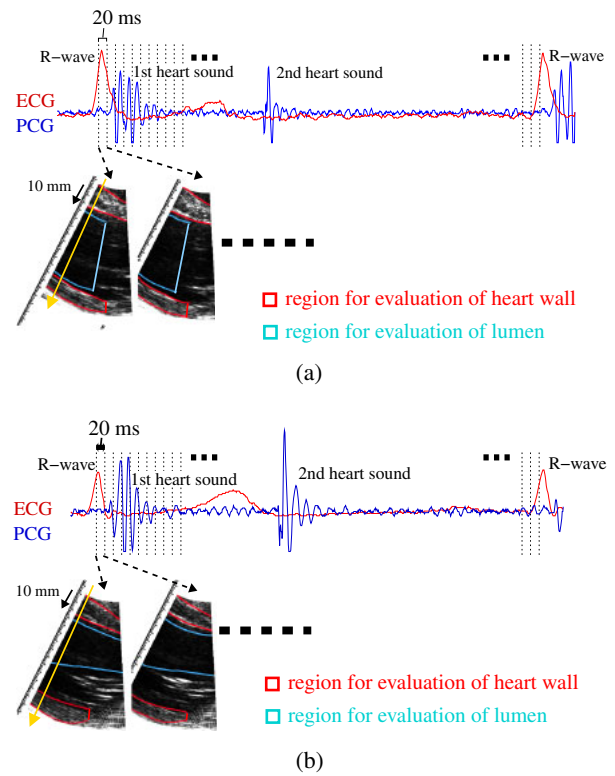 20 ms
R-wave
R-wave
1st heart sound
2nd heart sound
ECG
PCG
10 mm
region for evaluation of heart wall
region for evaluation of lumen
(a)
20 ms
R-wave
R-wave
1st heart sound
2nd heart sound
ECG
PCG
10 mm
region for evaluation of heart wall
region for evaluation of lumen
(b)